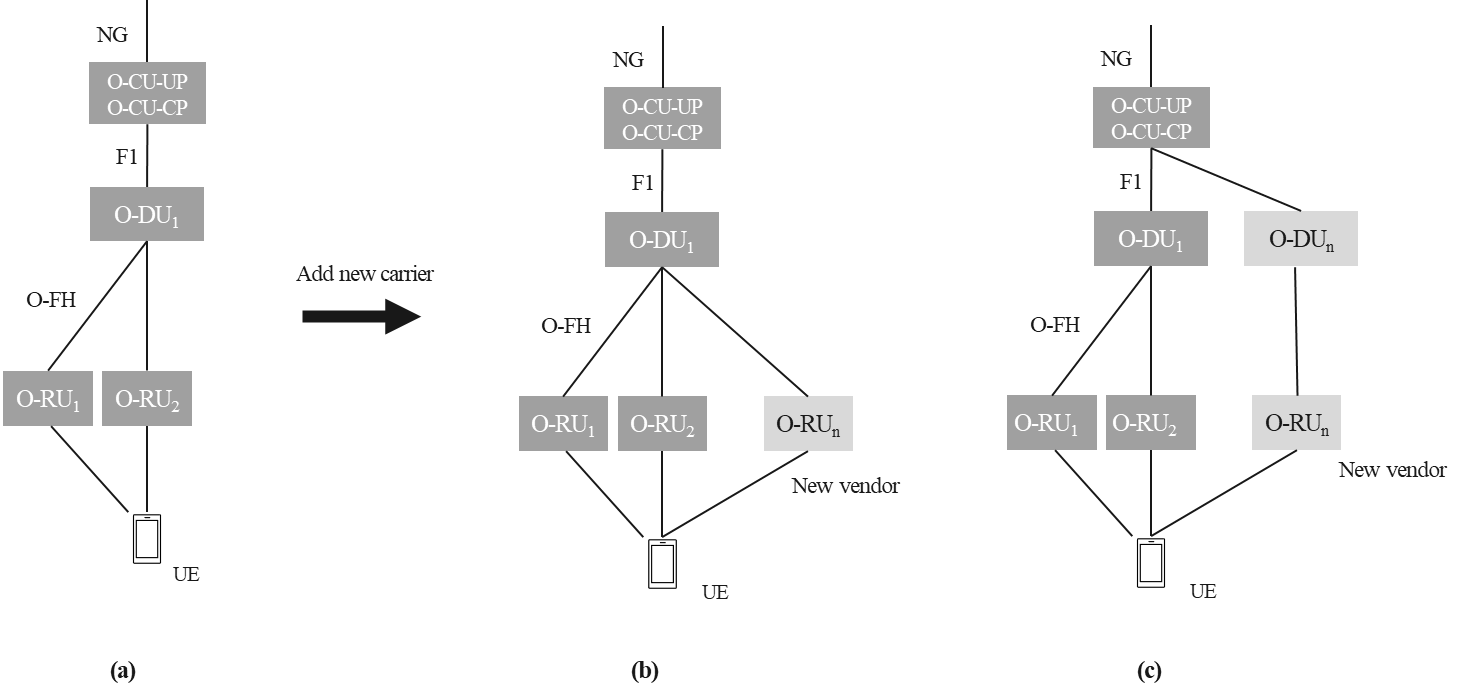 NG
O-CU-UP
O-CU-CP
F1
O-DU1
O-FH
O-RU1
O-RU2
UE
(a)
Add new carrier
NG
O-CU-UP
O-CU-CP
F1
O-DU1
O-FH
O-RU1
O-RU2
O-RUn
New vendor
UE
(b)
NG
O-CU-UP
O-CU-CP
F1
O-DU1
O-DUn
O-FH
O-RU1
O-RU2
O-RUn
New vendor
UE
(c)